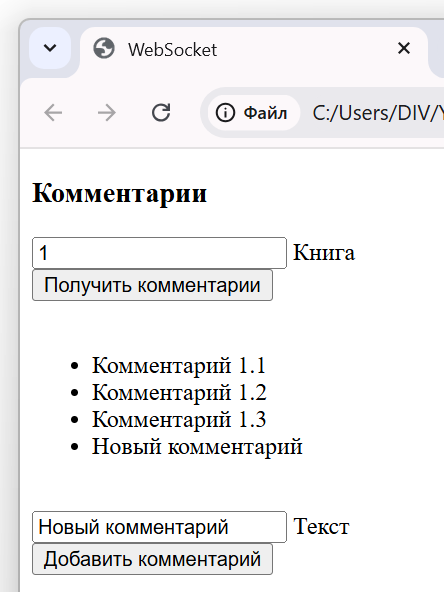 WebSocket
Файл C:/Users/DIV/
Комментарии
1 Книга
Получить комментарии
Комментарий 1.1
Комментарий 1.2
Комментарий 1.3
Новый комментарий
Новый комментарий Текст
Добавить комментарий